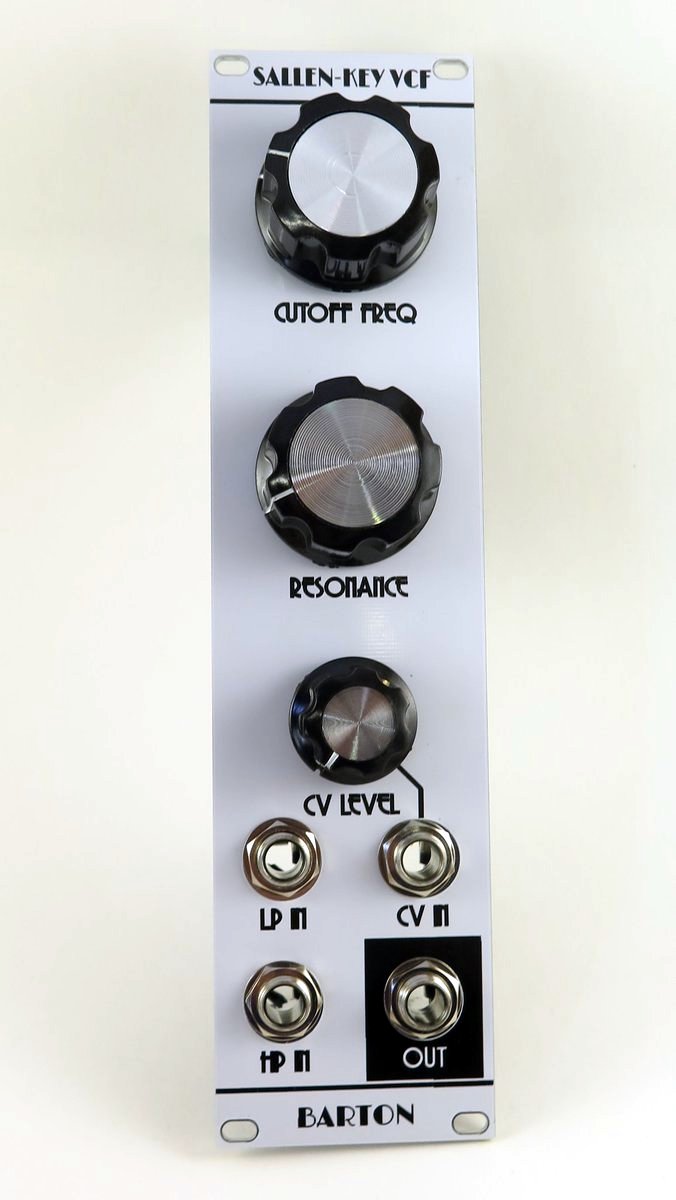 SALLEN-KEY VCF
CUTOFF FREQ
RESONANCE
CV LEVEL
LP IN
CV IN
HP IN
OUT
BARTON